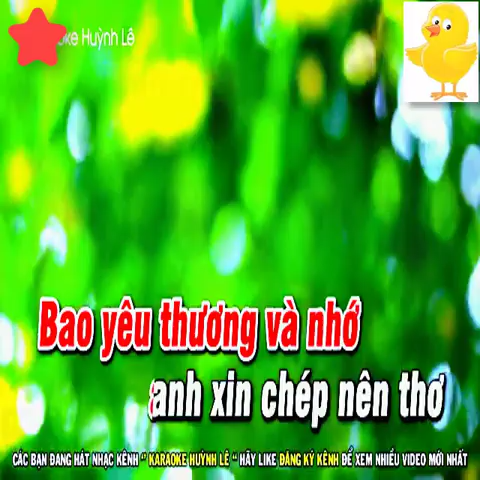 oke Huỳnh Lê
Bao yêu thương và nhớ
anh xin chép nên thơ
CÁC BẠN ĐANG HÁT NHẠC KÊNH " KARAOKE HUỲNH LÊ " HÃY LIKE ĐĂNG KÝ KÊNH ĐỂ XEM NHIỀU VIDEO MỚI NHẤT